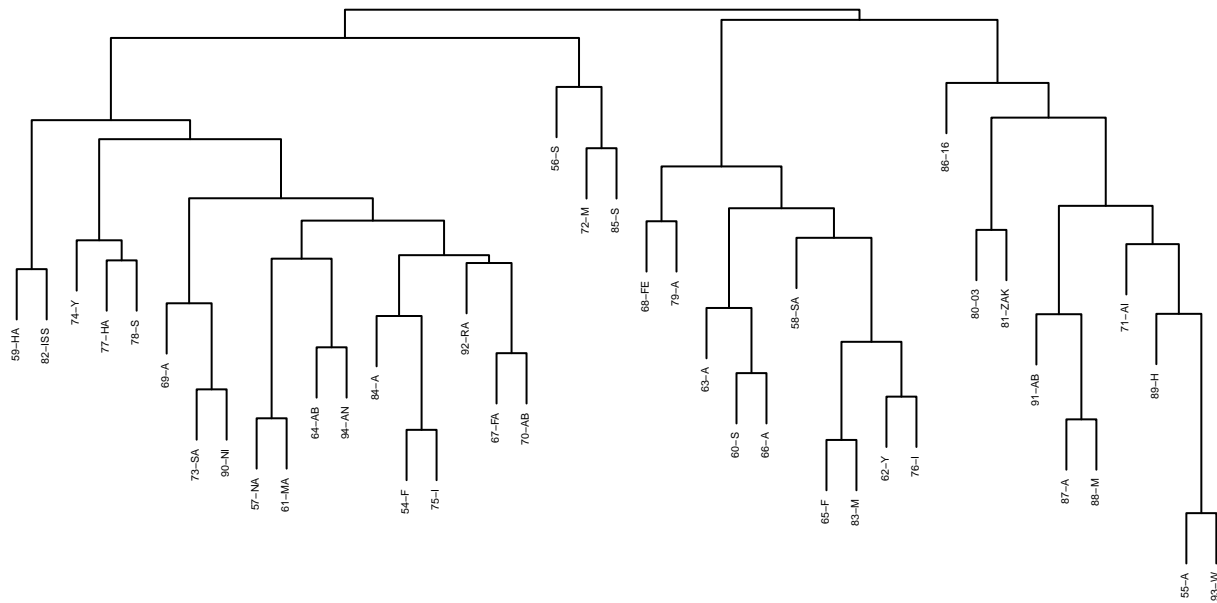 59–HA
82–ISS
74–Y
77–HA
78–S
69–A
73–SA
90–NI
57–NA
61–MA
64–AB
94–AN
84–A
54–F
75–I
92–RA
67–FA
70–AB
56–S
72–M
85–S
68–FE
79–A
63–A
60–S
66–A
58–SA
65–F
83–M
62–Y
76–I
86–16
80–03
81–ZAK
91–AB
87–A
88–M
71–AI
89–H
55–A
93–W